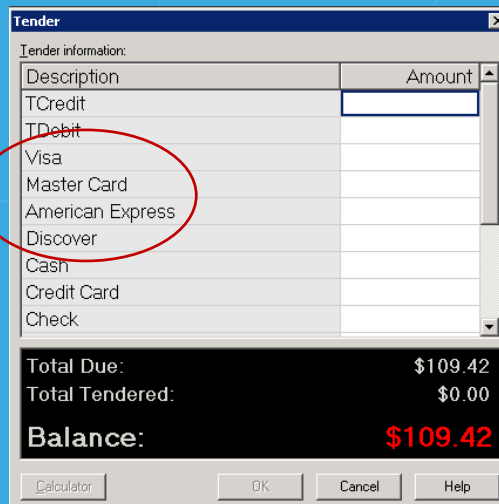 Tender
Tender information:
Description Amount
TCredit
TDebit
Visa
Master Card
American Express
Discover
Cash
Credit Card
Check
Total Due: $109.42
Total Tendered: $0.00
Balance: $109.42
Calculator OK Cancel Help